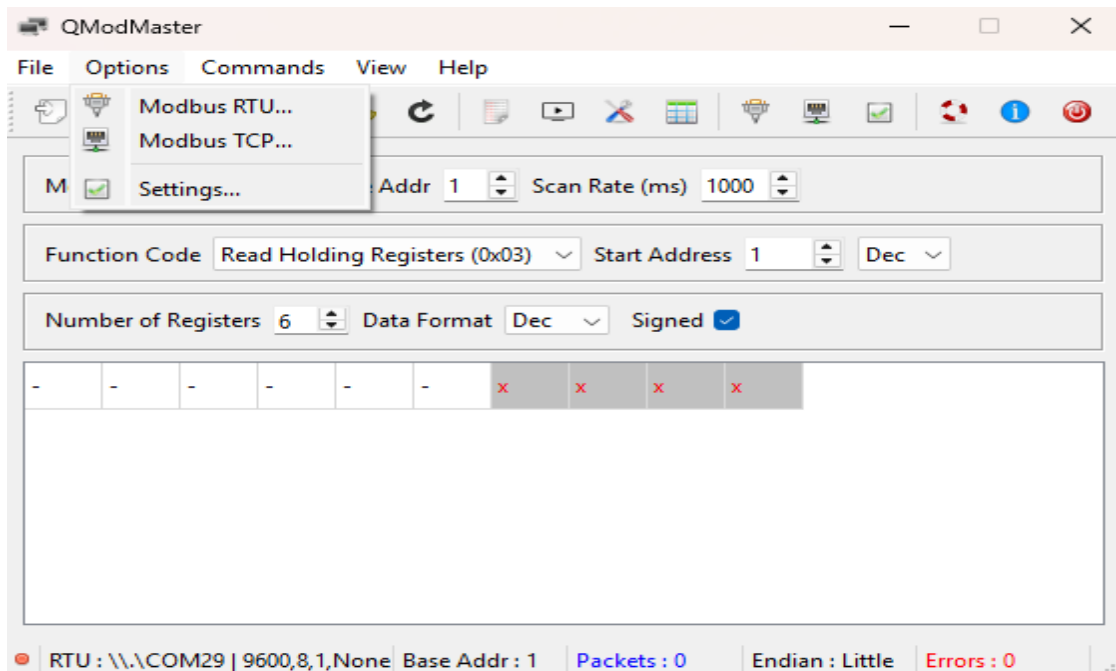 QModMaster
File Options Commands View Help
Modbus RTU...
Modbus TCP...
Settings...
M Addr 1 Scan Rate (ms) 1000
Function Code Read Holding Registers (0x03) Start Address 1 Dec
Number of Registers 6 Data Format Dec Signed
- - - - - - x x x x
RTU : \\.\COM29 | 9600,8,1,None Base Addr : 1 Packets : 0 Endian : Little Errors : 0